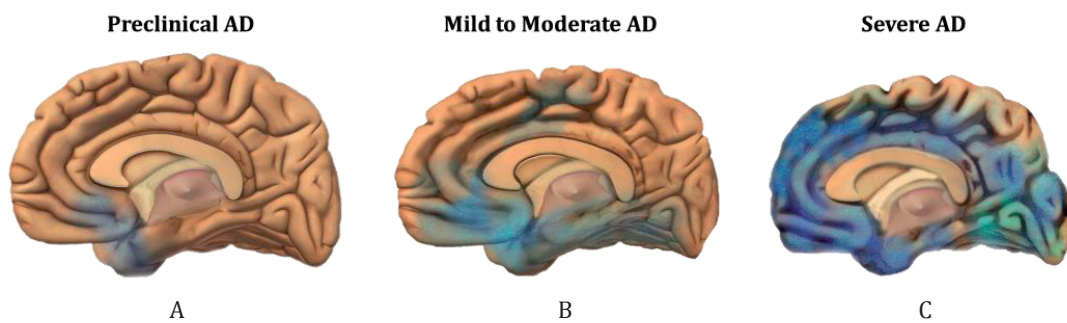 Preclinical AD
Mild to Moderate AD
Severe AD
A
B
C